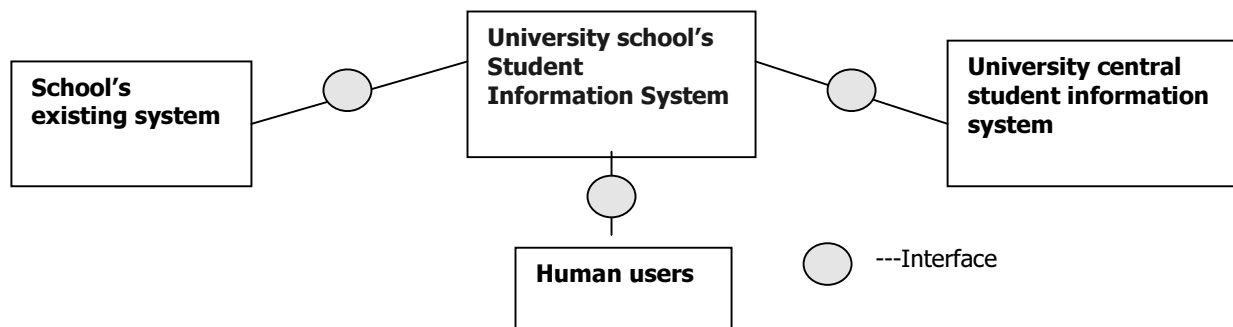 School’s
existing system
University school’s
Student
Information System
University central
student information
system
Human users
---Interface